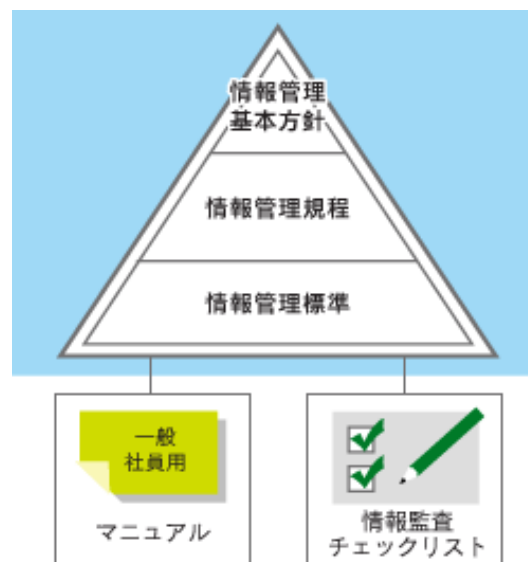 情報管理
基本方針
情報管理規程
情報管理標準
一般
社員用
マニュアル
情報監査
チェックリスト